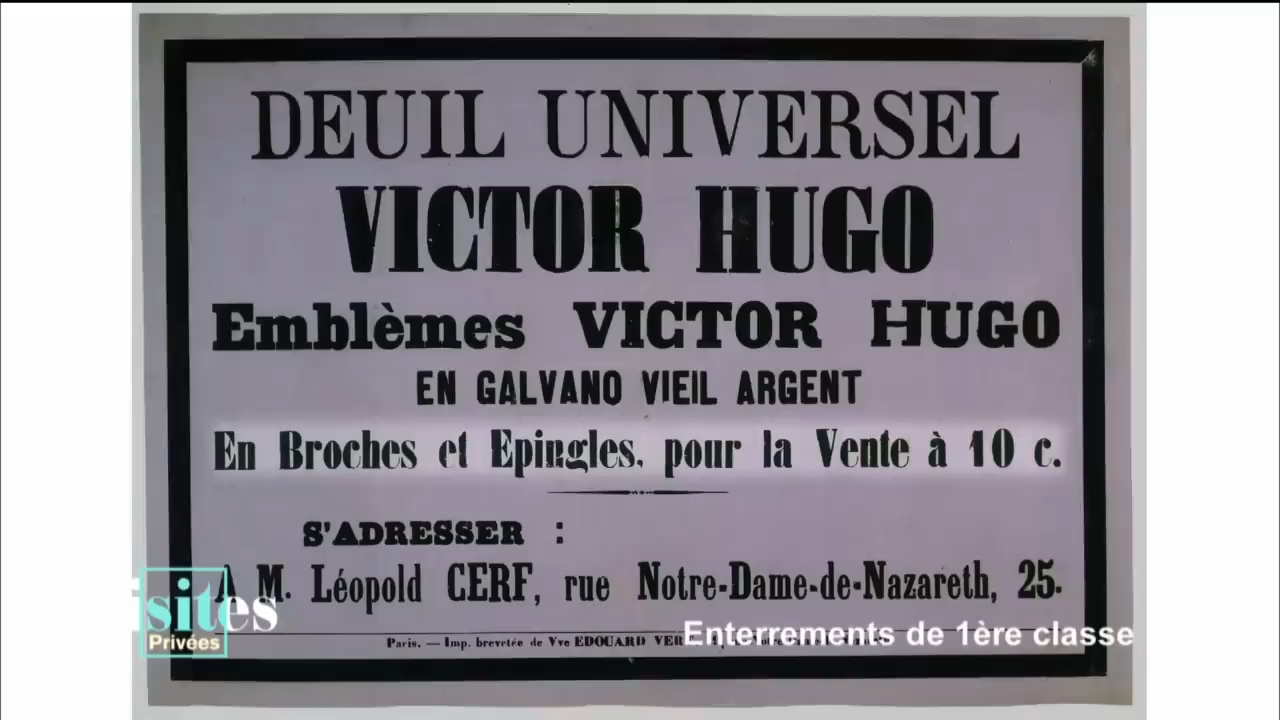 DEUIL UNIVERSEL
VICTOR HUGO
Emblèmes VICTOR HUGO
EN GALVANO VIEIL ARGENT
En Broches et Epingles, pour la Vente à 10 c.
S'ADRESSER :
A M. Léopold CERF, rue Notre-Dame-de-Nazareth, 25.
Paris. — Imp. brevetée de Vve EDOUARD
isites
Privées
Enterrements de 1ère classe